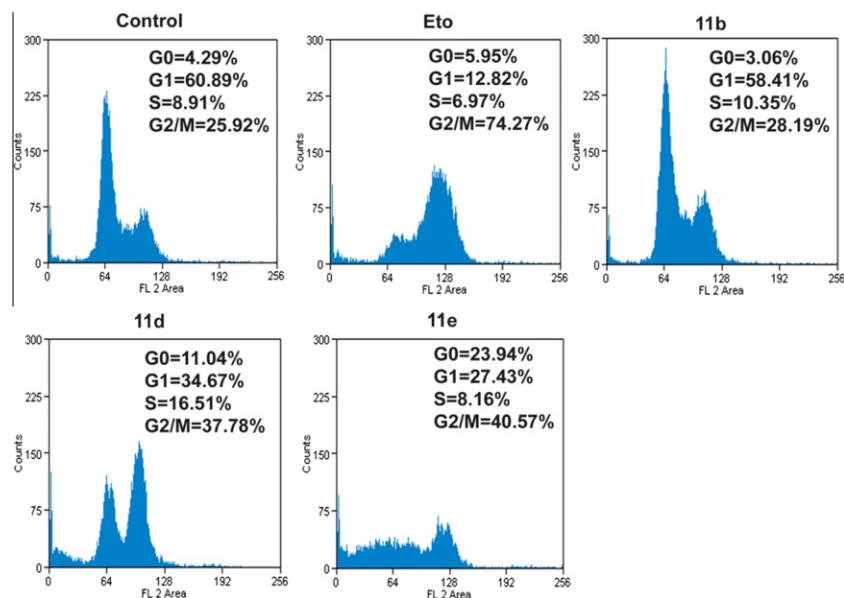 Control
300
225
150
75
0
Counts
G0=4.29%
G1=60.89%
S=8.91%
G2/M=25.92%
0 64 128 192 256
FL 2 Area
Eto
300
225
150
75
0
Counts
G0=5.95%
G1=12.82%
S=6.97%
G2/M=74.27%
0 64 128 192 256
FL 2 Area
11b
300
225
150
75
0
Counts
G0=3.06%
G1=58.41%
S=10.35%
G2/M=28.19%
0 64 128 192 256
FL 2 Area
11d
300
225
150
75
0
Counts
G0=11.04%
G1=34.67%
S=16.51%
G2/M=37.78%
0 64 128 192 256
FL 2 Area
11e
300
225
150
75
0
Counts
G0=23.94%
G1=27.43%
S=8.16%
G2/M=40.57%
0 64 128 192 256
FL 2 Area